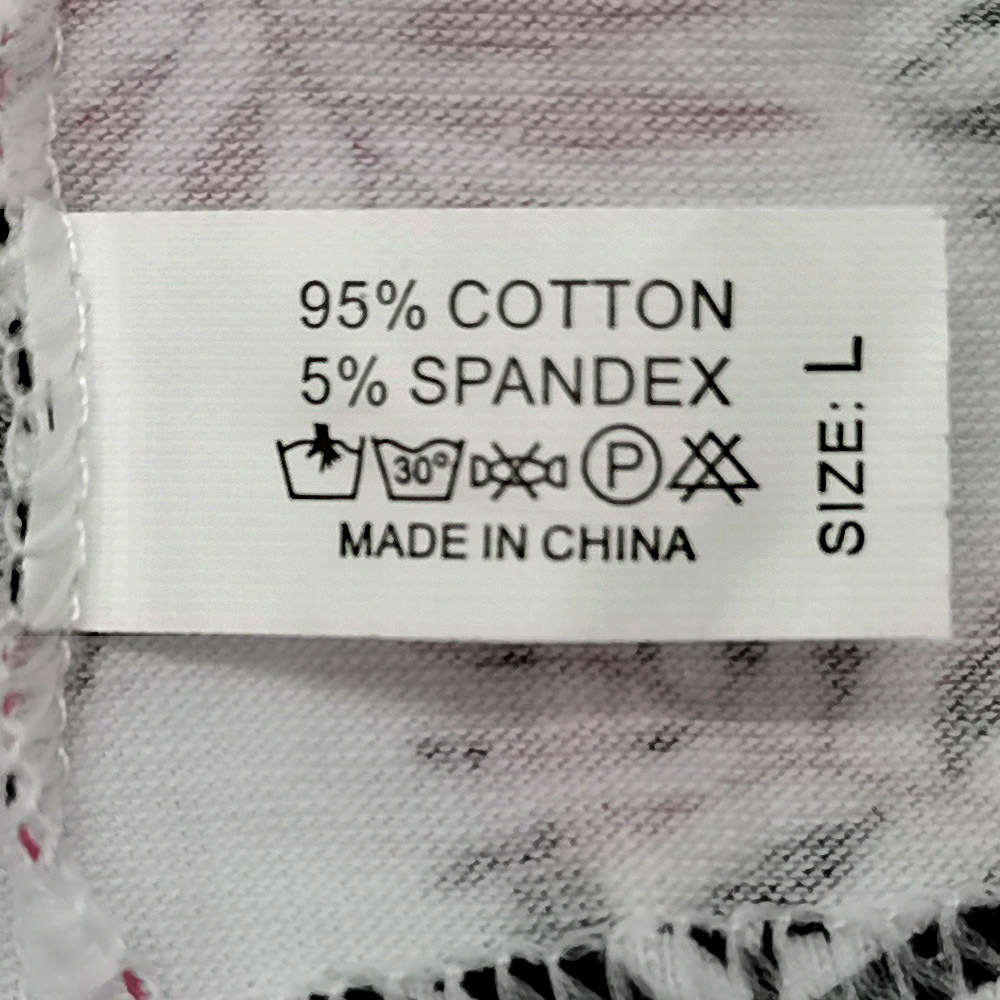 95% COTTON
5% SPANDEX
30°
P
MADE IN CHINA
SIZE: L